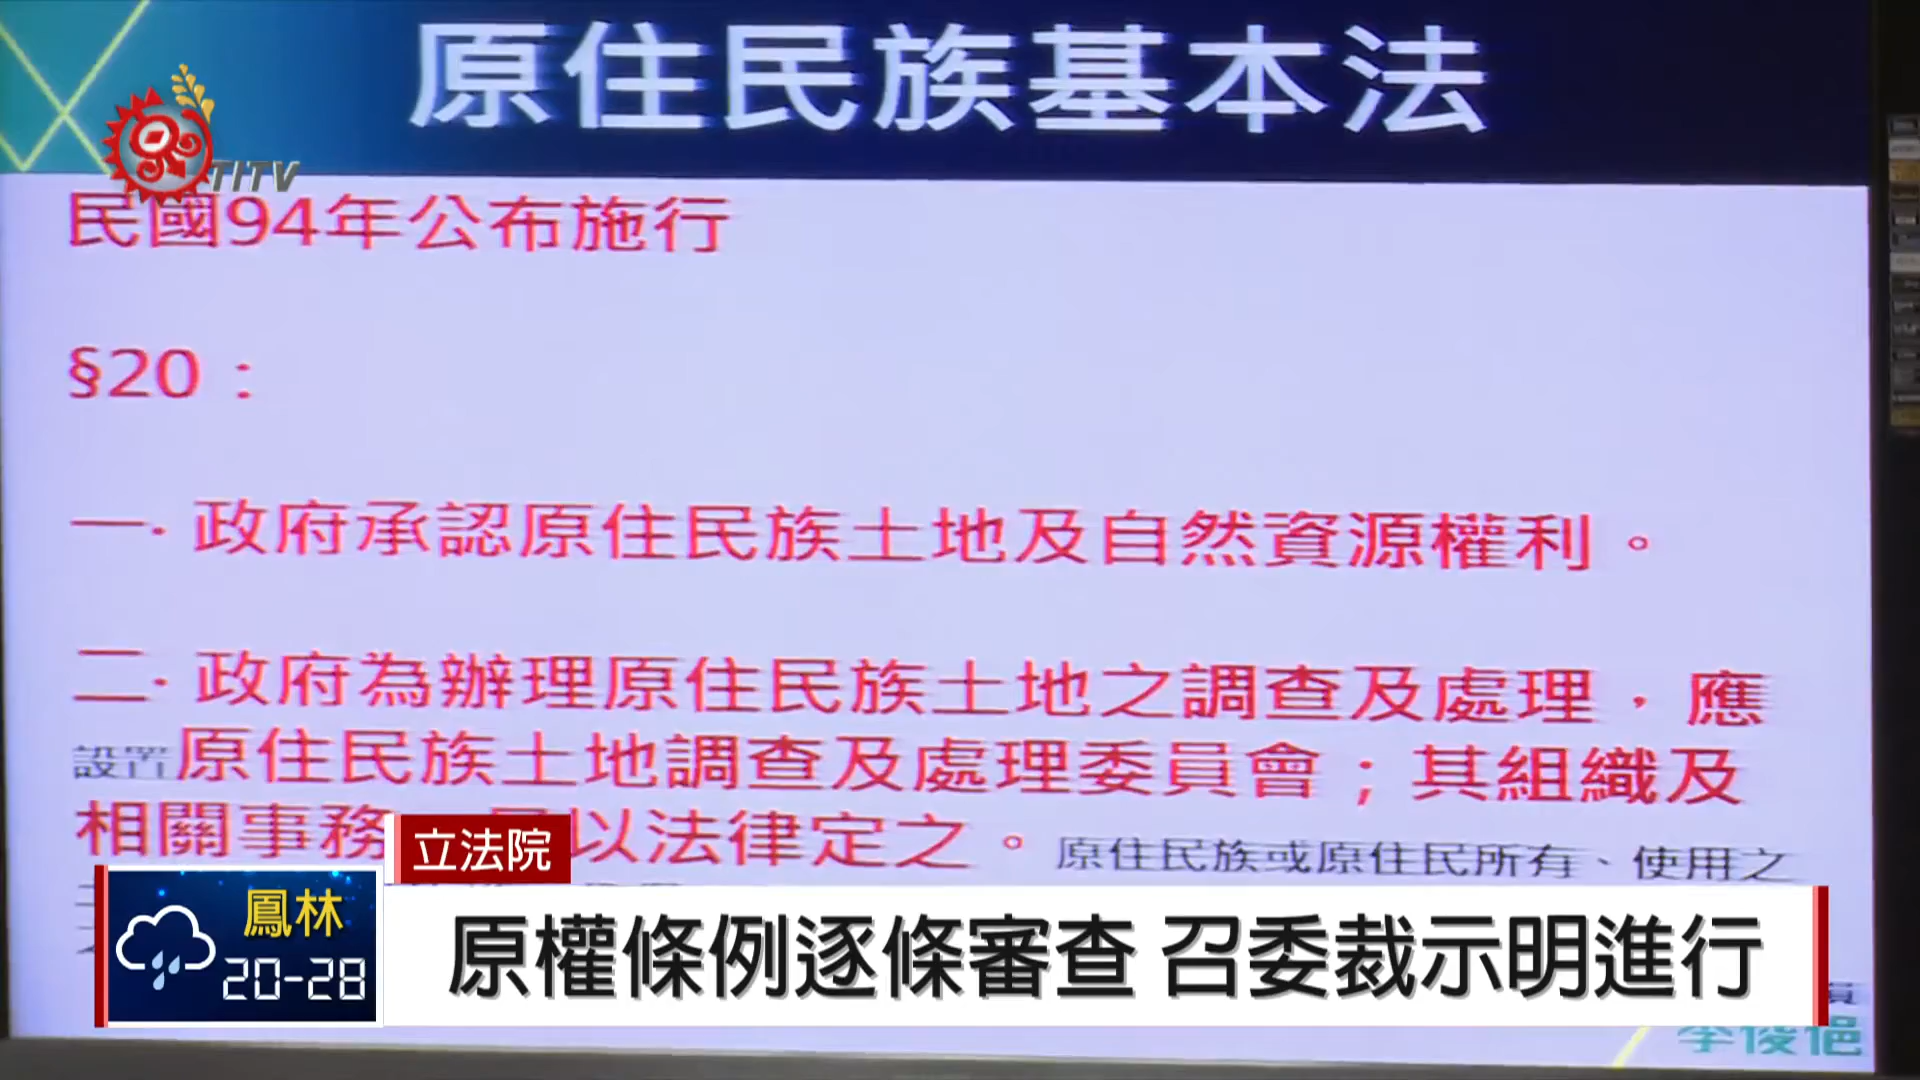 原住民族基本法
TITV
民國94年公布施行
§20：
一. 政府承認原住民族土地及自然資源權利。
二. 政府為辦理原住民族土地之調查及處理，應
設置原住民族土地調查及處理委員會；其組織及
相關事務 以法律定之。原住民族或原住民所有、使用之
立法院
鳳林
20-28
原權條例逐條審查 召委裁示明進行
李俊俋